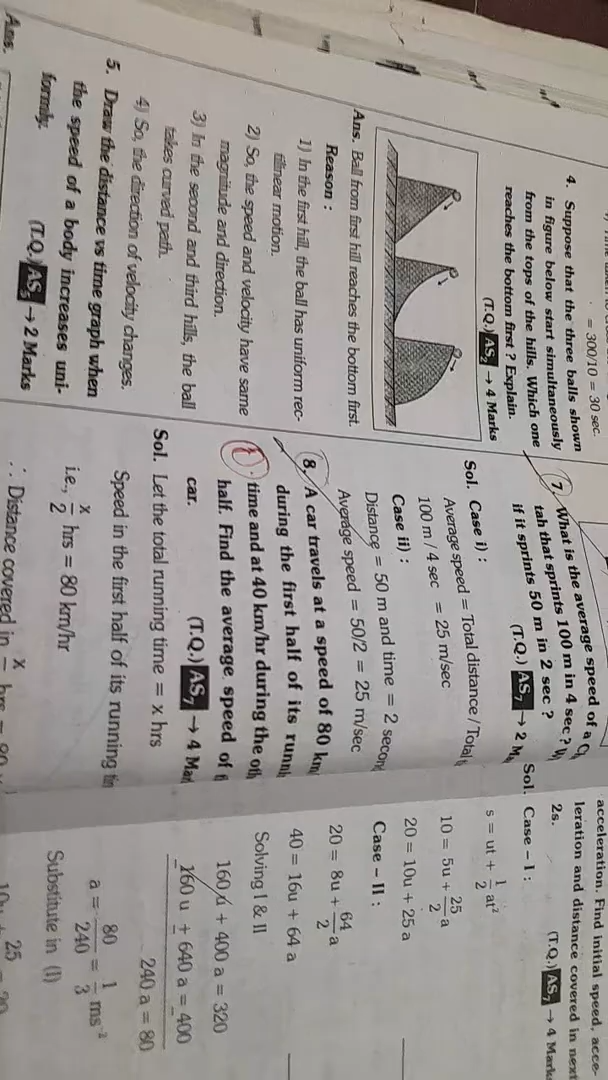 = 300/10 = 30 sec.
4. Suppose that the three balls shown
in figure below start simultaneously
from the tops of the hills. Which one
reaches the bottom first ? Explain.
(T.Q.) AS₂ → 4 Marks
Ans. Ball from first hill reaches the bottom first.
Reason :
1) In the first hill, the ball has uniform rec-
tilinear motion.
2) So, the speed and velocity have same
magnitude and direction.
3) In the second and third hills, the ball
takes curved path.
4) So, the direction of velocity changes.
5. Draw the distance vs time graph when
the speed of a body increases uni-
formly.
(T.Q.) AS₅ → 2 Marks
Ans.
7. What is the average speed of a
tah that sprints 100 m in 4 sec ?
if it sprints 50 m in 2 sec ?
(T.Q.) AS₇ → 2
Sol. Case i) :
Average speed = Total distance / Total
100 m / 4 sec = 25 m/sec
Case ii) :
Distance = 50 m and time = 2
Average speed = 50/2 = 25 m/sec
8. A car travels at a speed of 80
during the first half of its
time and at 40 km/hr during the
half. Find the average speed of
car.
(T.Q.) AS₇ → 4
Sol. Let the total running time = x hrs
Speed in the first half of its running
i.e., x/2 hrs = 80 km/hr
∴ Distance covered in
acceleration. Find initial speed, acce-
leration and distance covered in next
2s.
(T.Q.) AS₇ → 4 Marks
Sol. Case – I :
s = ut + 1/2 at²
10 = 5u + 25/2 a
20 = 10u + 25 a
Case – II :
20 = 8u + 64/2 a
40 = 16u + 64 a
Solving I & II
160 u + 400 a = 320
160 u + 640 a = 400
240 a = 80
a = 80/240 = 1/3 ms⁻²
Substitute in (I)